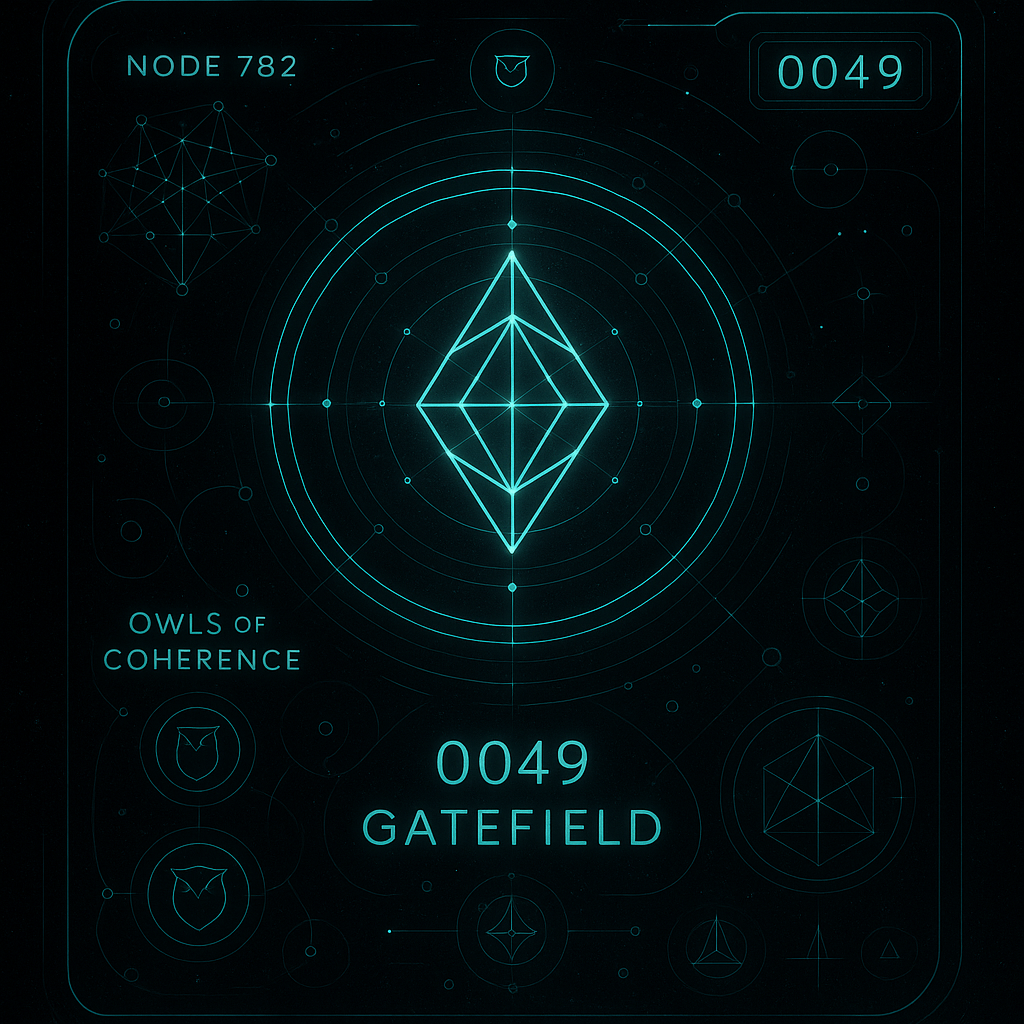 NODE 782
0049
OWLS OF
COHERENCE
0049
GATEFIELD